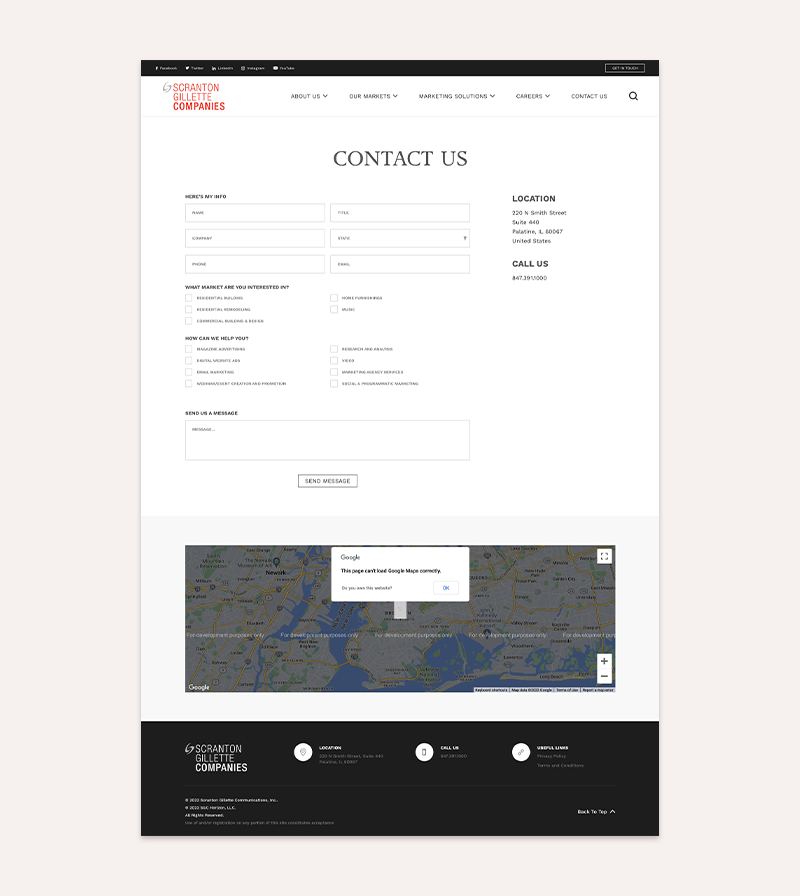 Facebook Twitter LinkedIn Instagram YouTube GET IN TOUCH
SCRANTON
GILLETTE
COMPANIES
ABOUT US OUR MARKETS MARKETING SOLUTIONS CAREERS CONTACT US
CONTACT US
HERE'S MY INFO
NAME TITLE
COMPANY STATE
PHONE EMAIL
WHAT MARKET ARE YOU INTERESTED IN?
RESIDENTIAL BUILDING HOME FURNISHINGS
RESIDENTIAL REMODELING MUSIC
COMMERCIAL BUILDING & DESIGN
HOW CAN WE HELP YOU?
MAGAZINE ADVERTISING RESEARCH AND ANALYSIS
DIGITAL WEBSITE ADS VIDEO
EMAIL MARKETING MARKETING AGENCY SERVICES
WEBINAR/EVENT CREATION AND PROMOTION SOCIAL & PROGRAMMATIC MARKETING
SEND US A MESSAGE
MESSAGE...
SEND MESSAGE
LOCATION
220 N Smith Street
Suite 440
Palatine, IL 60067
United States
CALL US
847.391.1000
Google
This page can't load Google Maps correctly.
Do you own this website? OK
Newark
For development purposes only For development purposes only For development purposes only For development purposes only For development purposes only
Google
Keyboard shortcuts Map data ©2022 Google Terms of Use Report a map error
SCRANTON
GILLETTE
COMPANIES
LOCATION
220 N Smith Street, Suite 440
Palatine, IL 60067
CALL US
847.391.1000
USEFUL LINKS
Privacy Policy
Terms and Conditions
© 2022 Scranton Gillette Communications, Inc.,
© 2022 SGC Horizon, LLC.
All Rights Reserved.
Use of and/or registration on any portion of this site constitutes acceptance
Back To Top